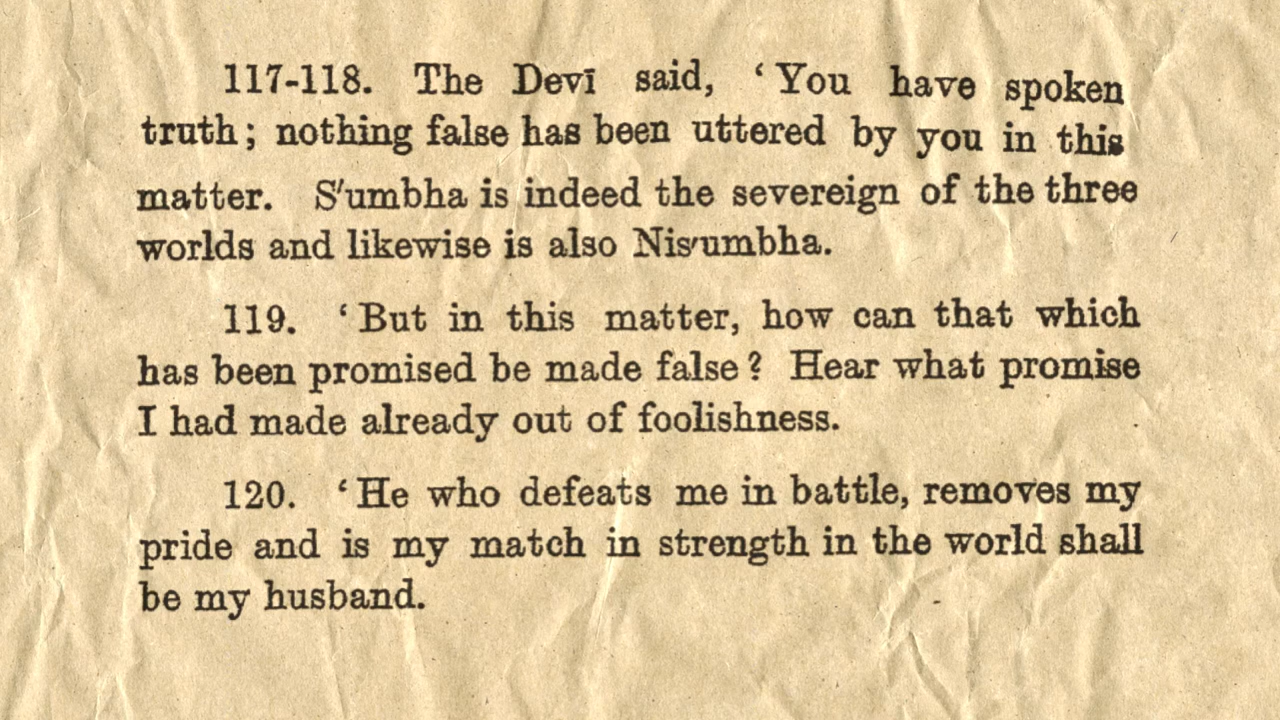 117-118. The Devī said, ‘You have spoken
truth; nothing false has been uttered by you in this
matter. S′umbha is indeed the severeign of the three
worlds and likewise is also Nis′umbha.
119. ‘But in this matter, how can that which
has been promised be made false? Hear what promise
I had made already out of foolishness.
120. ‘He who defeats me in battle, removes my
pride and is my match in strength in the world shall
be my husband.